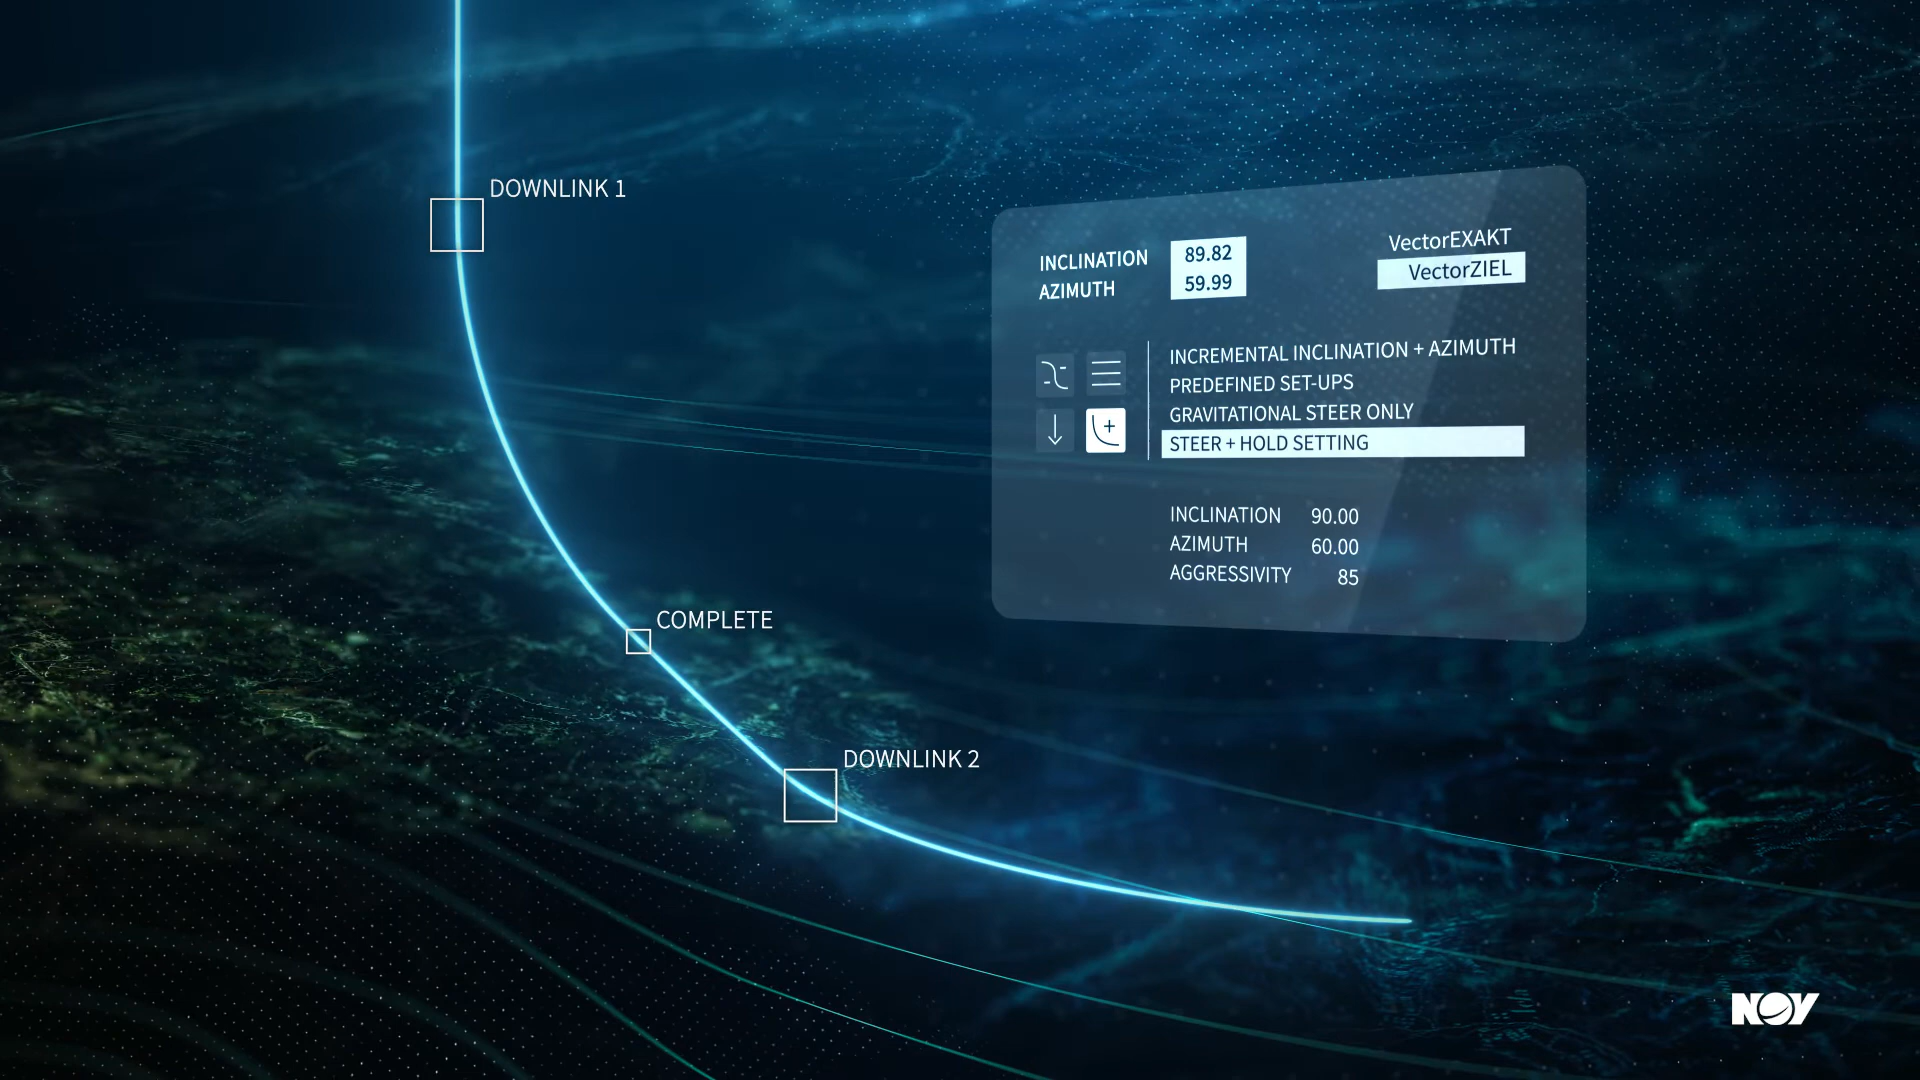 DOWNLINK 1
INCLINATION 89.82
AZIMUTH 59.99
VectorEXAKT
VectorZIEL
INCREMENTAL INCLINATION + AZIMUTH
PREDEFINED SET-UPS
GRAVITATIONAL STEER ONLY
STEER + HOLD SETTING
INCLINATION 90.00
AZIMUTH 60.00
AGGRESSIVITY 85
COMPLETE
DOWNLINK 2
NOV